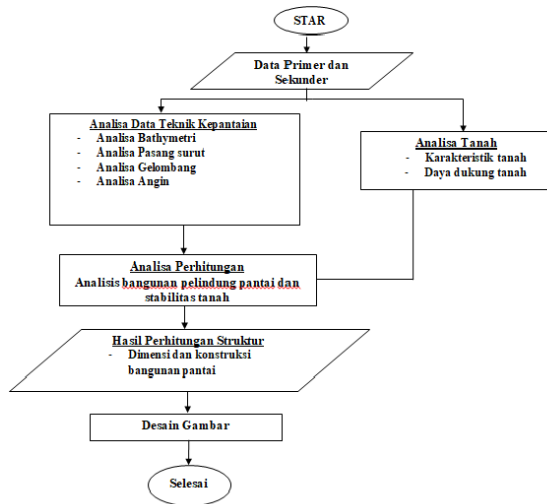 STAR
Data Primer dan
Sekunder
Analisa Data Teknik Kepantaian
- Analisa Bathymetri
- Analisa Pasang surut
- Analisa Gelombang
- Analisa Angin
Analisa Tanah
- Karakteristik tanah
- Daya dukung tanah
Analisa Perhitungan
Analisis bangunan pelindung pantai dan
stabilitas tanah
Hasil Perhitungan Struktur
- Dimensi dan konstruksi
bangunan pantai
Desain Gambar
Selesai